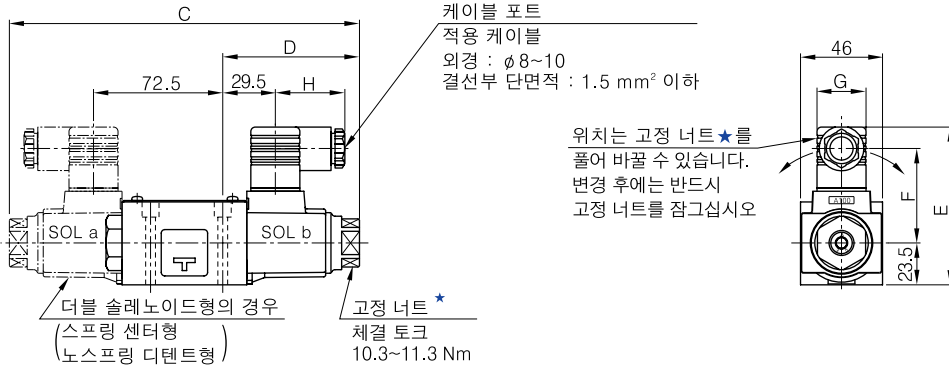 C
D
72.5
29.5
H
케이블 포트
적용 케이블
외경 : φ8~10
결선부 단면적 : 1.5 mm² 이하
46
G
위치는 고정 너트★를
풀어 바꿀 수 있습니다.
변경 후에는 반드시
고정 너트를 잠그십시오
A100
F
E
23.5
SOL a
SOL b
더블 솔레노이드형의 경우
(스프링 센터형
노스프링 디텐트형)
고정 너트 ★
체결 토크
10.3~11.3 Nm